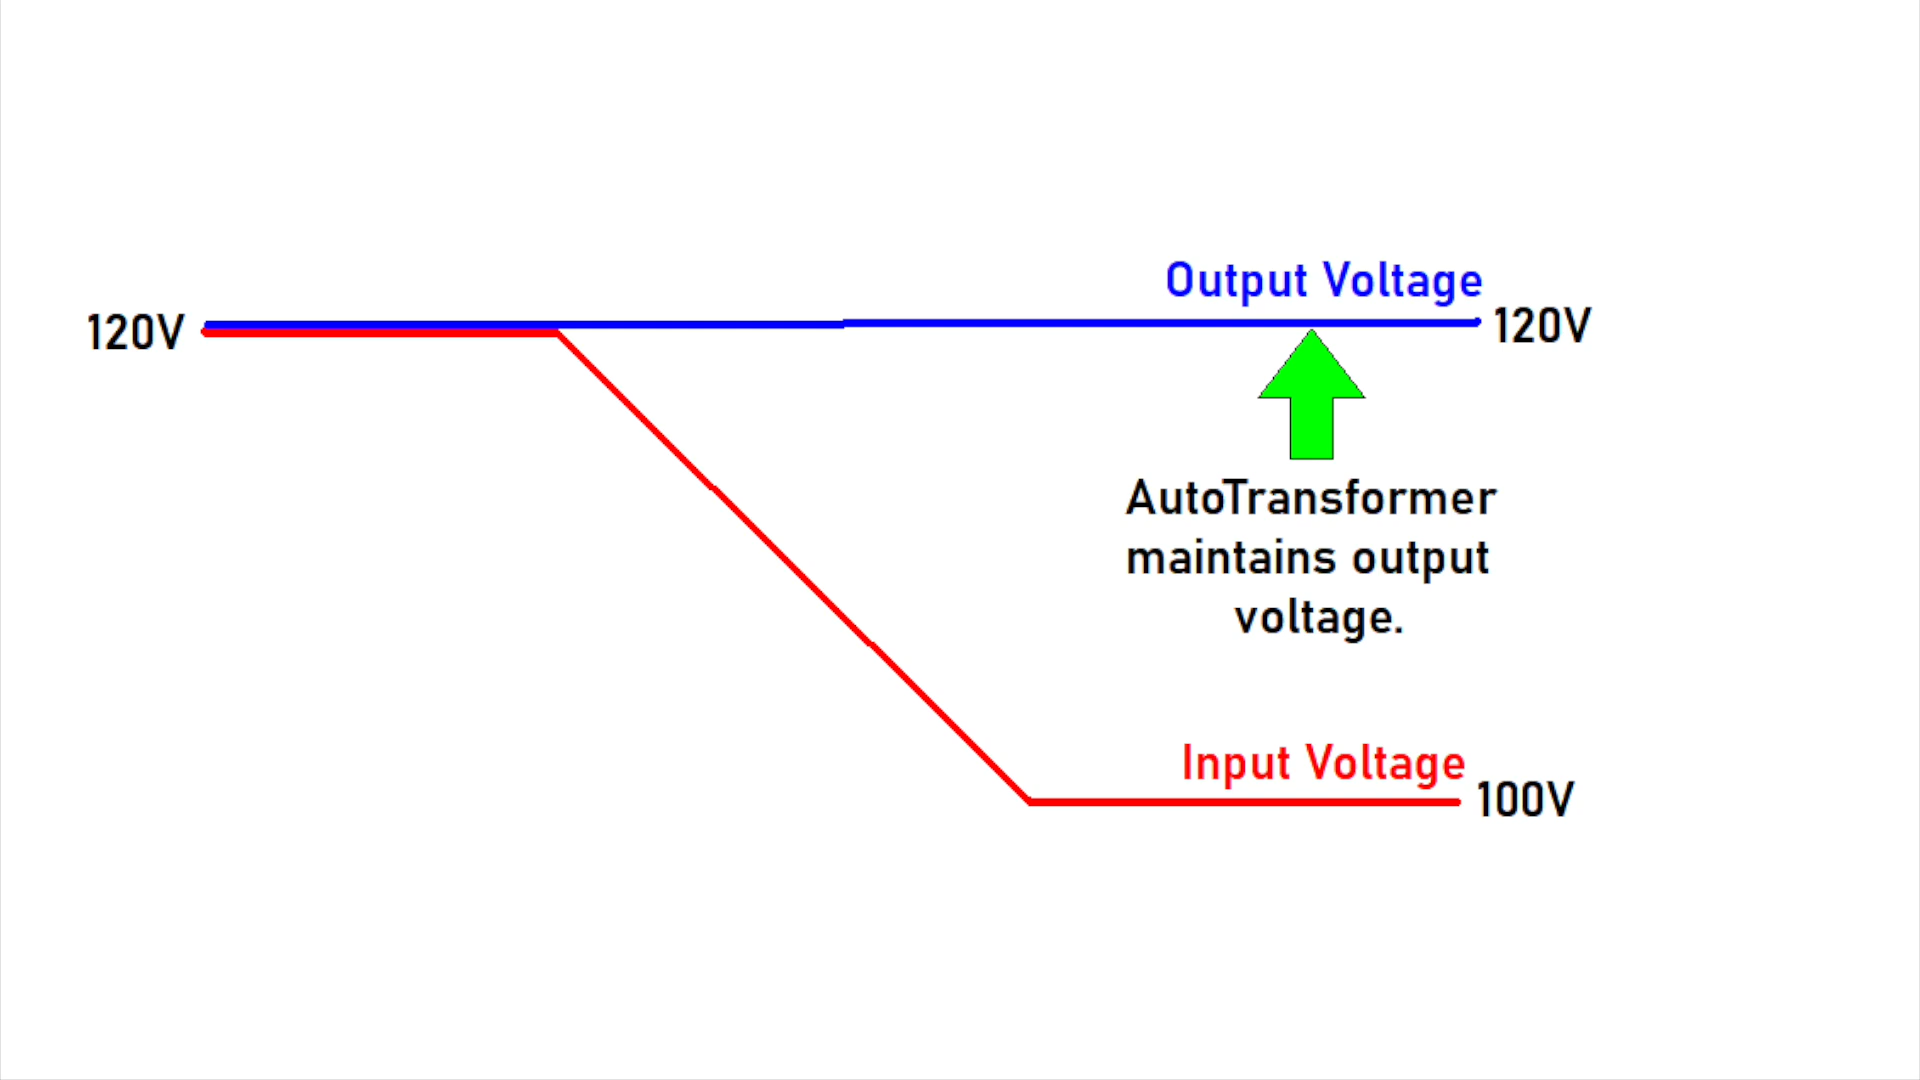 Output Voltage
120V
120V
AutoTransformer
maintains output
voltage.
Input Voltage
100V